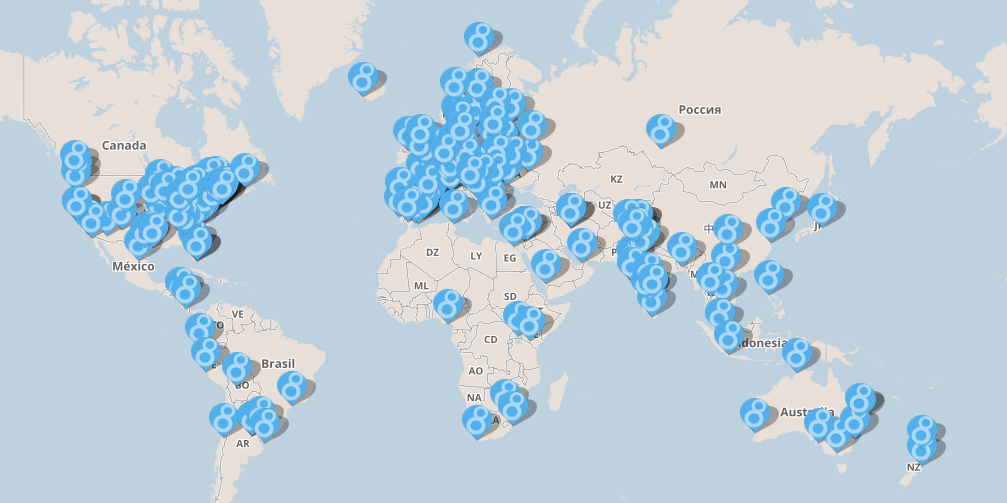 Россия
Canada
KZ
MN
UZ
中
México
DZ
LY
EG
ML
SD
VE
CD
Indonesia
Brasil
AO
BO
NA
AR
NZ